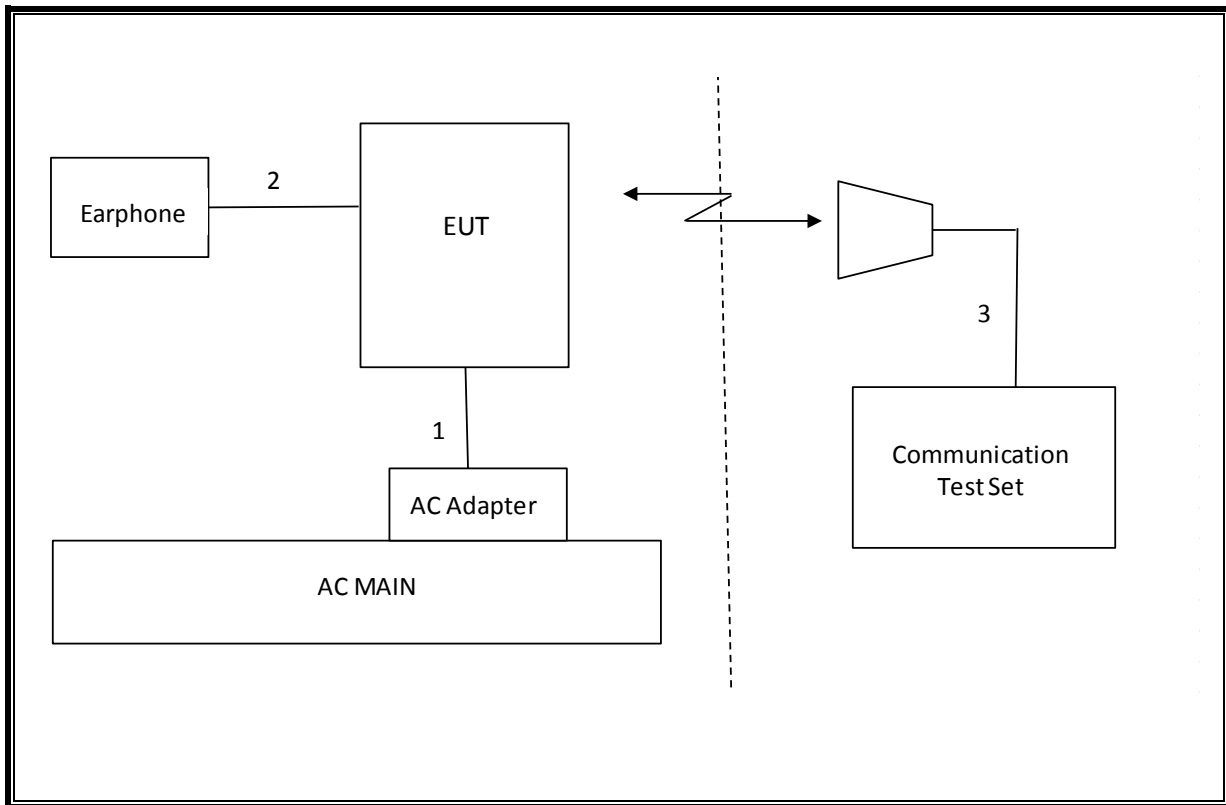 2
Earphone
EUT
3
1
Communication
Test Set
AC Adapter
AC MAIN